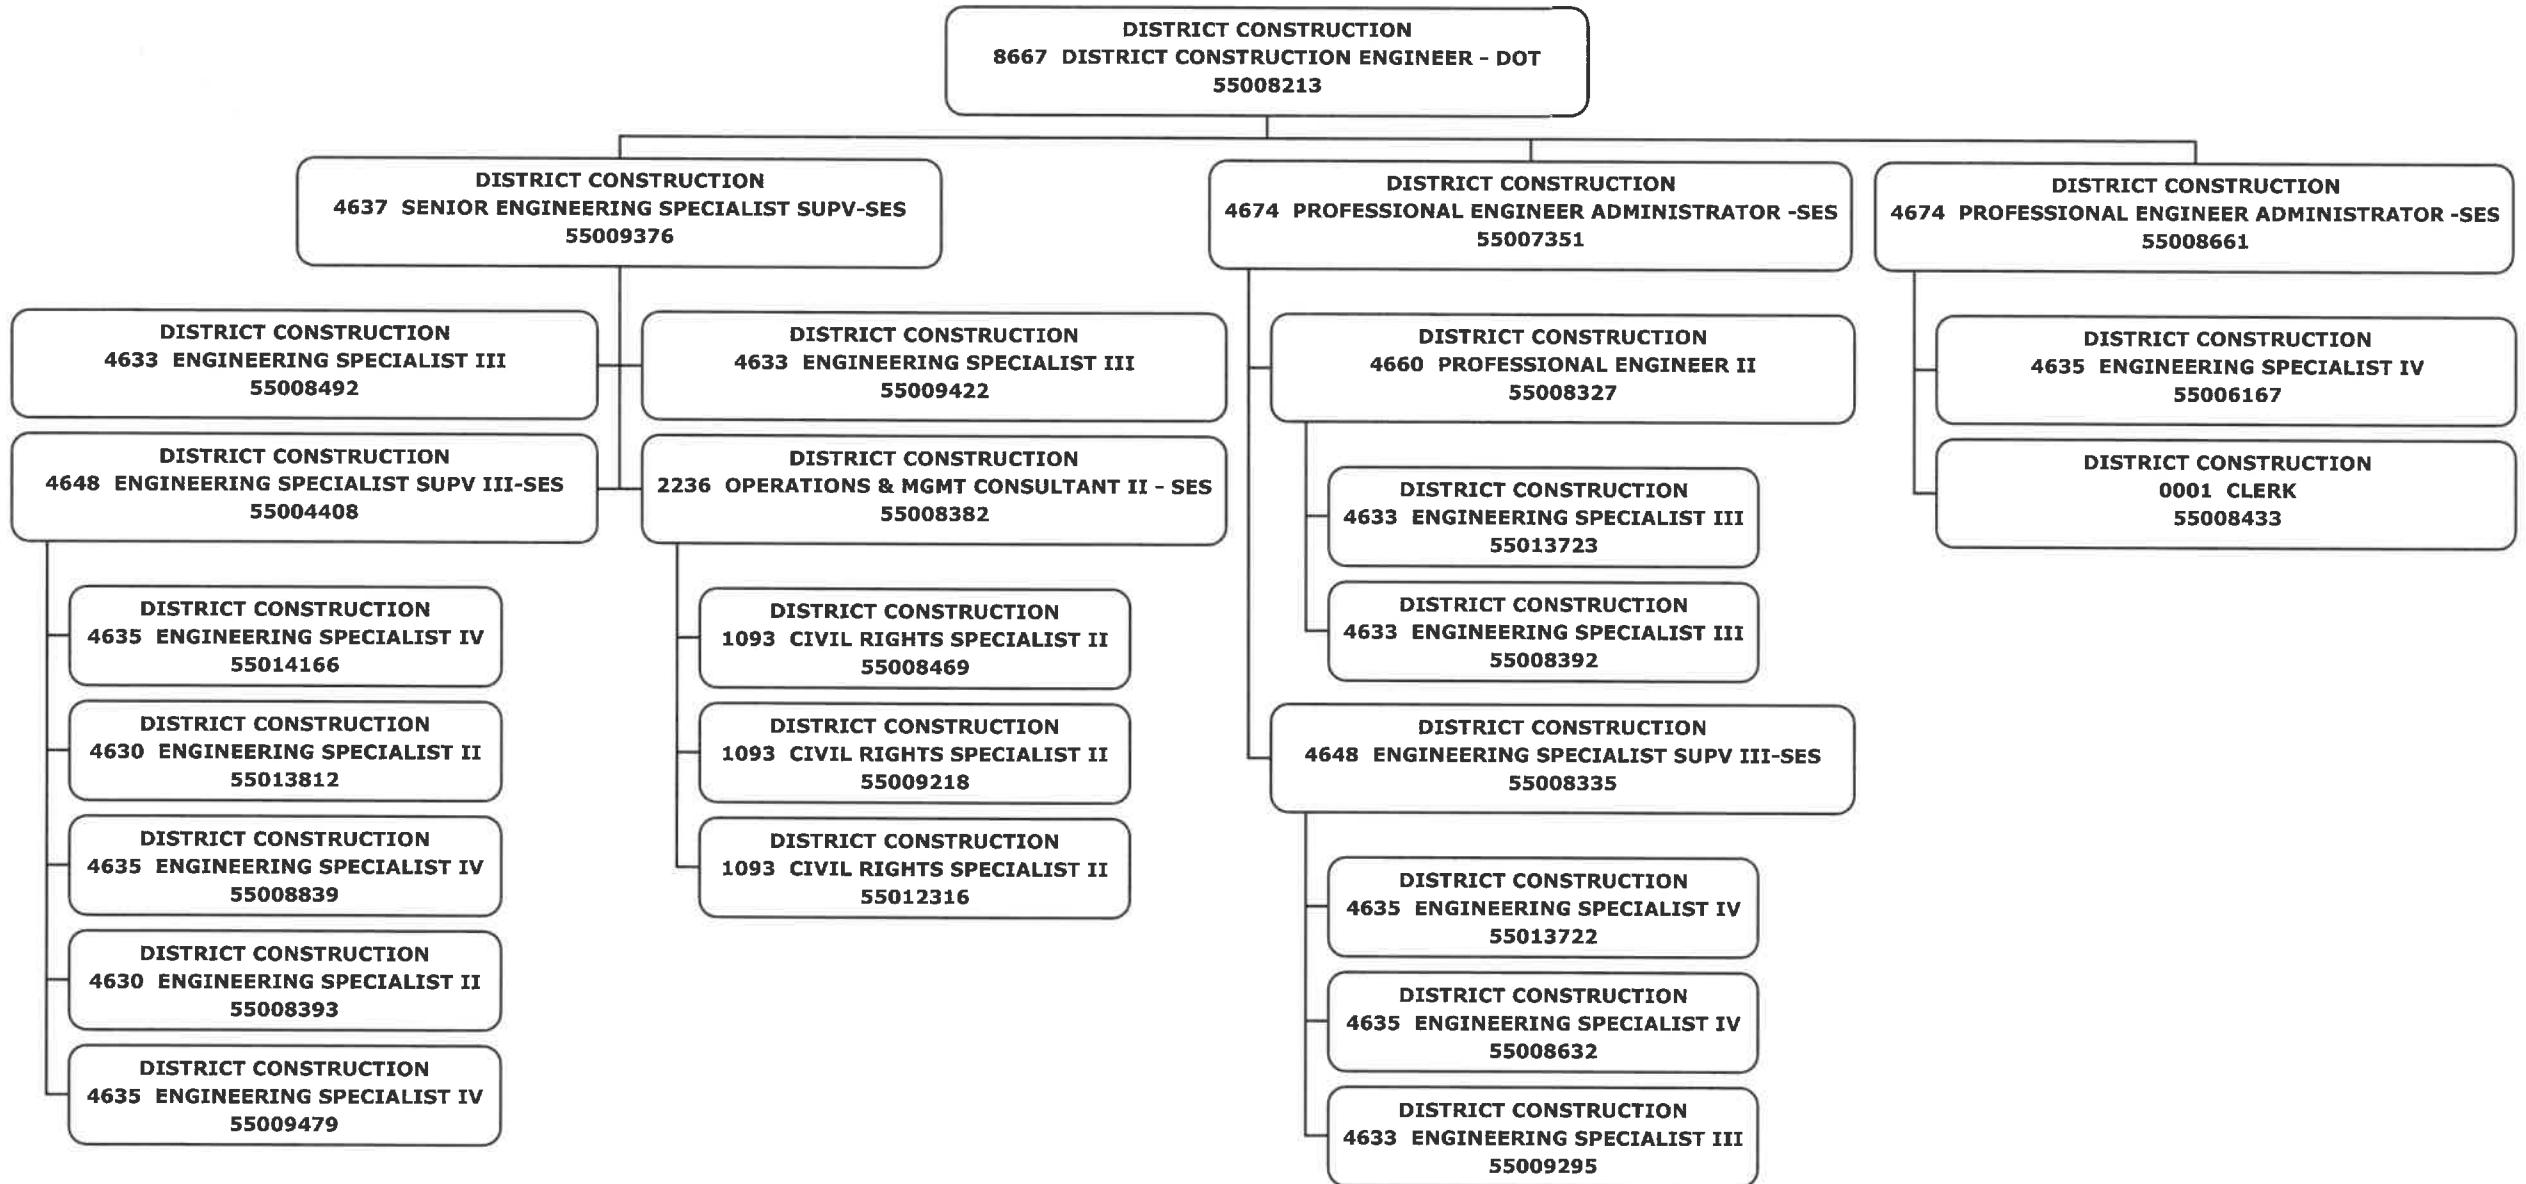 DISTRICT CONSTRUCTION
8667 DISTRICT CONSTRUCTION ENGINEER - DOT
55008213
DISTRICT CONSTRUCTION
4637 SENIOR ENGINEERING SPECIALIST SUPV-SES
55009376
DISTRICT CONSTRUCTION
4633 ENGINEERING SPECIALIST III
55008492
DISTRICT CONSTRUCTION
4633 ENGINEERING SPECIALIST III
55009422
DISTRICT CONSTRUCTION
4648 ENGINEERING SPECIALIST SUPV III-SES
55004408
DISTRICT CONSTRUCTION
4635 ENGINEERING SPECIALIST IV
55014166
DISTRICT CONSTRUCTION
4630 ENGINEERING SPECIALIST II
55013812
DISTRICT CONSTRUCTION
4635 ENGINEERING SPECIALIST IV
55008839
DISTRICT CONSTRUCTION
4630 ENGINEERING SPECIALIST II
55008393
DISTRICT CONSTRUCTION
4635 ENGINEERING SPECIALIST IV
55009479
DISTRICT CONSTRUCTION
2236 OPERATIONS & MGMT CONSULTANT II - SES
55008382
DISTRICT CONSTRUCTION
1093 CIVIL RIGHTS SPECIALIST II
55008469
DISTRICT CONSTRUCTION
1093 CIVIL RIGHTS SPECIALIST II
55009218
DISTRICT CONSTRUCTION
1093 CIVIL RIGHTS SPECIALIST II
55012316
DISTRICT CONSTRUCTION
4674 PROFESSIONAL ENGINEER ADMINISTRATOR -SES
55007351
DISTRICT CONSTRUCTION
4660 PROFESSIONAL ENGINEER II
55008327
DISTRICT CONSTRUCTION
4633 ENGINEERING SPECIALIST III
55013723
DISTRICT CONSTRUCTION
4633 ENGINEERING SPECIALIST III
55008392
DISTRICT CONSTRUCTION
4648 ENGINEERING SPECIALIST SUPV III-SES
55008335
DISTRICT CONSTRUCTION
4635 ENGINEERING SPECIALIST IV
55013722
DISTRICT CONSTRUCTION
4635 ENGINEERING SPECIALIST IV
55008632
DISTRICT CONSTRUCTION
4633 ENGINEERING SPECIALIST III
55009295
DISTRICT CONSTRUCTION
4674 PROFESSIONAL ENGINEER ADMINISTRATOR -SES
55008661
DISTRICT CONSTRUCTION
4635 ENGINEERING SPECIALIST IV
55006167
DISTRICT CONSTRUCTION
0001 CLERK
55008433